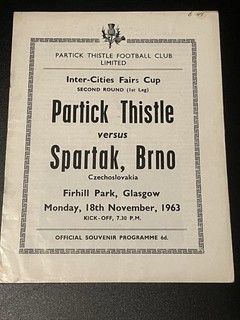 PARTICK THISTLE FOOTBALL CLUB
LIMITED
Inter-Cities Fairs Cup
SECOND ROUND (1st Leg)
Partick Thistle
versus
Spartak, Brno
Czechoslovakia
Firhill Park, Glasgow
Monday, 18th November, 1963
KICK-OFF, 7.30 P.M.
OFFICIAL SOUVENIR PROGRAMME 6d.